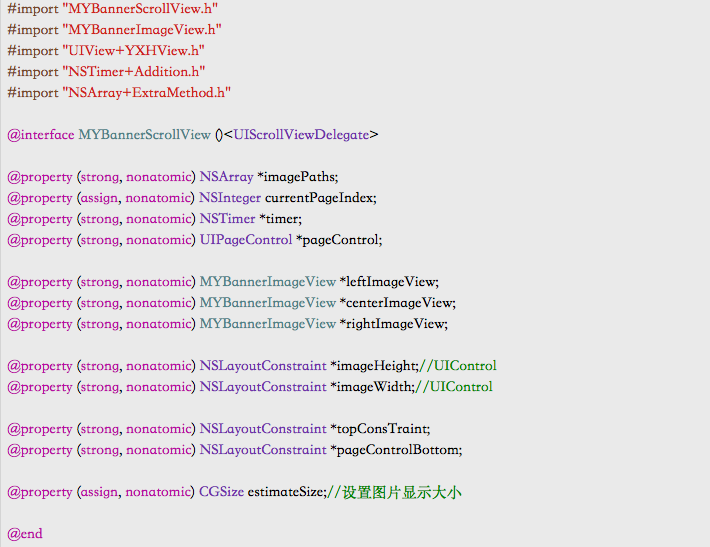 #import "MYBannerScrollView.h"
#import "MYBannerImageView.h"
#import "UIView+YXHView.h"
#import "NSTimer+Addition.h"
#import "NSArray+ExtraMethod.h"
@interface MYBannerScrollView ()<UIScrollViewDelegate>
@property (strong, nonatomic) NSArray *imagePaths;
@property (assign, nonatomic) NSInteger currentPageIndex;
@property (strong, nonatomic) NSTimer *timer;
@property (strong, nonatomic) UIPageControl *pageControl;
@property (strong, nonatomic) MYBannerImageView *leftImageView;
@property (strong, nonatomic) MYBannerImageView *centerImageView;
@property (strong, nonatomic) MYBannerImageView *rightImageView;
@property (strong, nonatomic) NSLayoutConstraint *imageHeight;//UIControl
@property (strong, nonatomic) NSLayoutConstraint *imageWidth;//UIControl
@property (strong, nonatomic) NSLayoutConstraint *topConsTraint;
@property (strong, nonatomic) NSLayoutConstraint *pageControlBottom;
@property (assign, nonatomic) CGSize estimateSize;//设置图片显示大小
@end